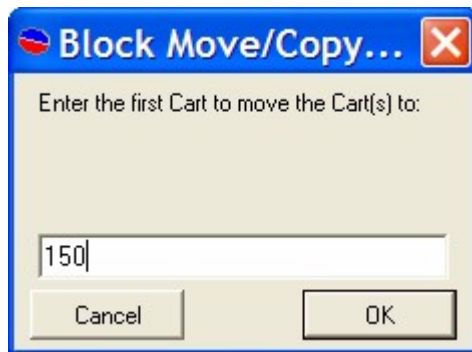 Block Move/Copy...
Enter the first Cart to move the Cart(s) to:
150
Cancel
OK